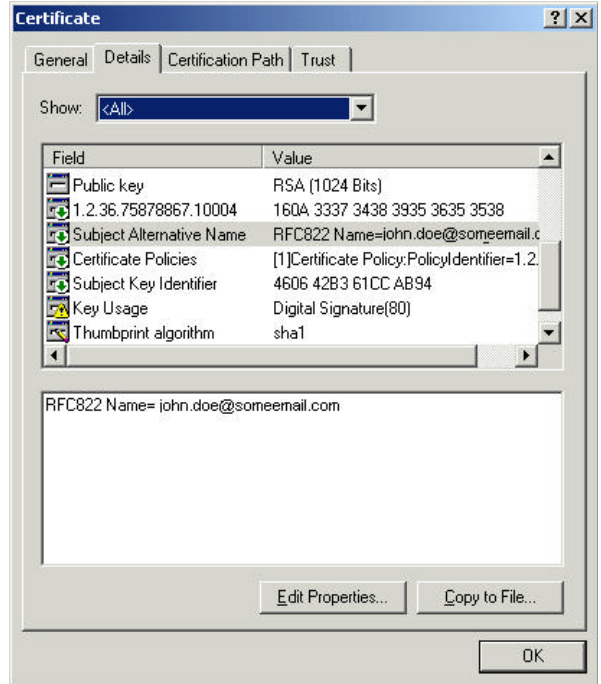 Certificate
General Details Certification Path Trust
Show: <All>
Field Value
Public key RSA (1024 Bits)
1.2.36.75878867.10004 160A 3337 3438 3935 3635 3538
Subject Alternative Name RFC822 Name=john.doe@someemail.c
Certificate Policies [1]Certificate Policy:PolicyIdentifier=1.2.
Subject Key Identifier 4606 42B3 61CC AB94
Key Usage Digital Signature(80)
Thumbprint algorithm sha1
RFC822 Name= john.doe@someemail.com
Edit Properties... Copy to File...
OK